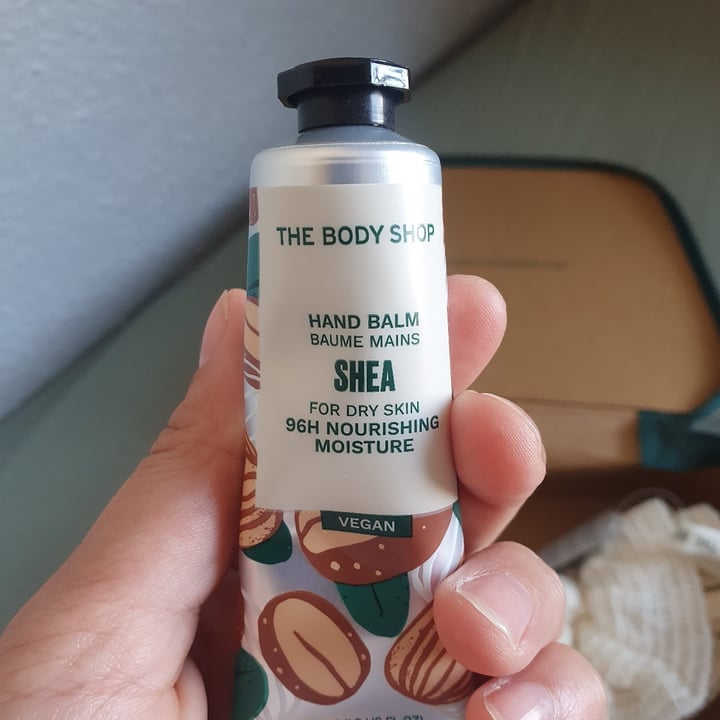 THE BODY SHOP
HAND BALM
BAUME MAINS
SHEA
FOR DRY SKIN
96H NOURISHING
MOISTURE
VEGAN